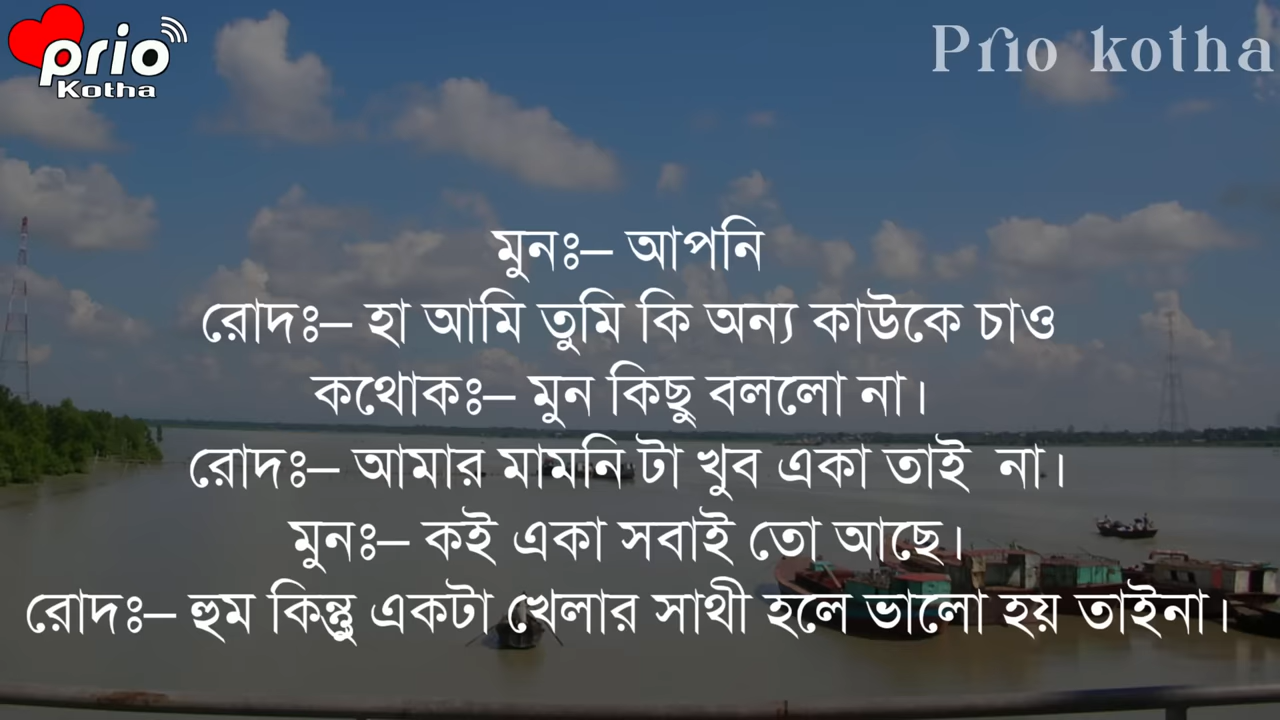 prio
Kotha
Prio kotha
মুনঃ– আপনি
রোদঃ– হা আমি তুমি কি অন্য কাউকে চাও
কথোকঃ– মুন কিছু বললো না।
রোদঃ– আমার মামনি টা খুব একা তাই  না।
মুনঃ– কই একা সবাই তো আছে।
রোদঃ– হুম কিন্তু একটা খেলার সাথী হলে ভালো হয় তাইনা।